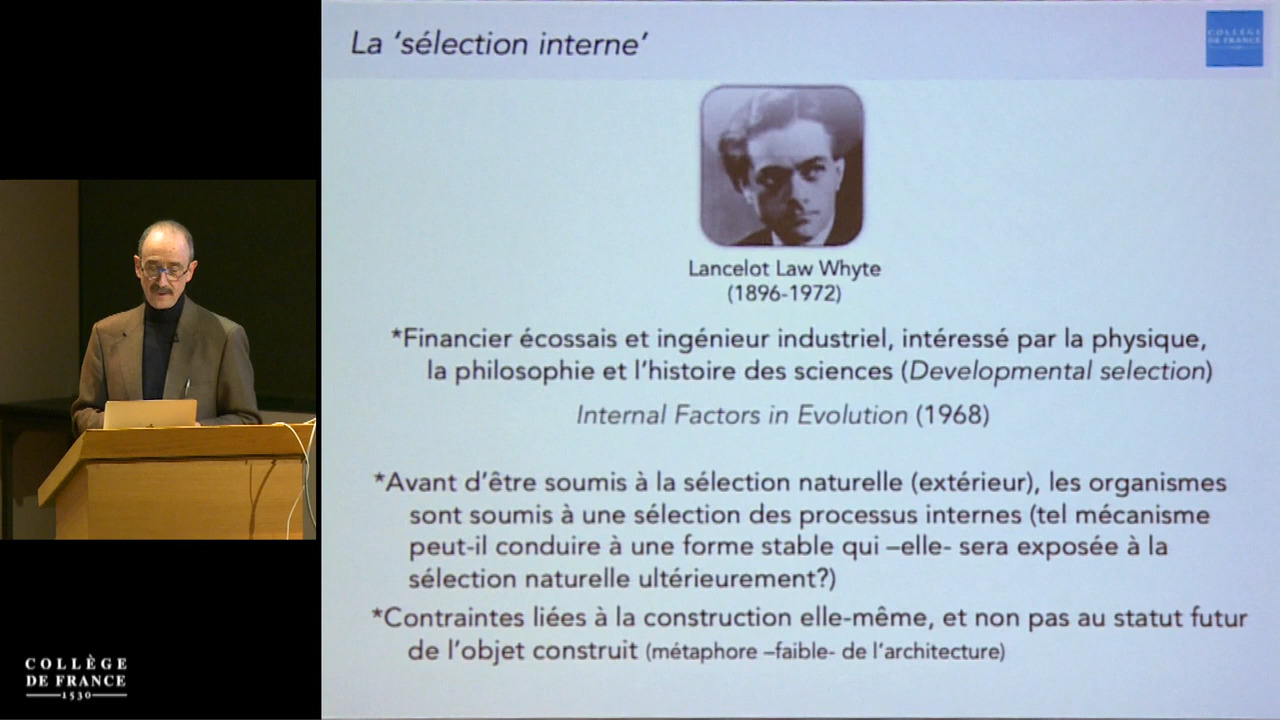 La ‘sélection interne’
COLLÈGE
DE FRANCE
1530
Lancelot Law Whyte
(1896-1972)
*Financier écossais et ingénieur industriel, intéressé par la physique,
la philosophie et l’histoire des sciences (Developmental selection)
Internal Factors in Evolution (1968)
*Avant d’être soumis à la sélection naturelle (extérieur), les organismes
sont soumis à une sélection des processus internes (tel mécanisme
peut-il conduire à une forme stable qui –elle- sera exposée à la
sélection naturelle ultérieurement?)
*Contraintes liées à la construction elle-même, et non pas au statut futur
de l’objet construit (métaphore –faible- de l’architecture)
COLLÈGE
DE FRANCE
1530